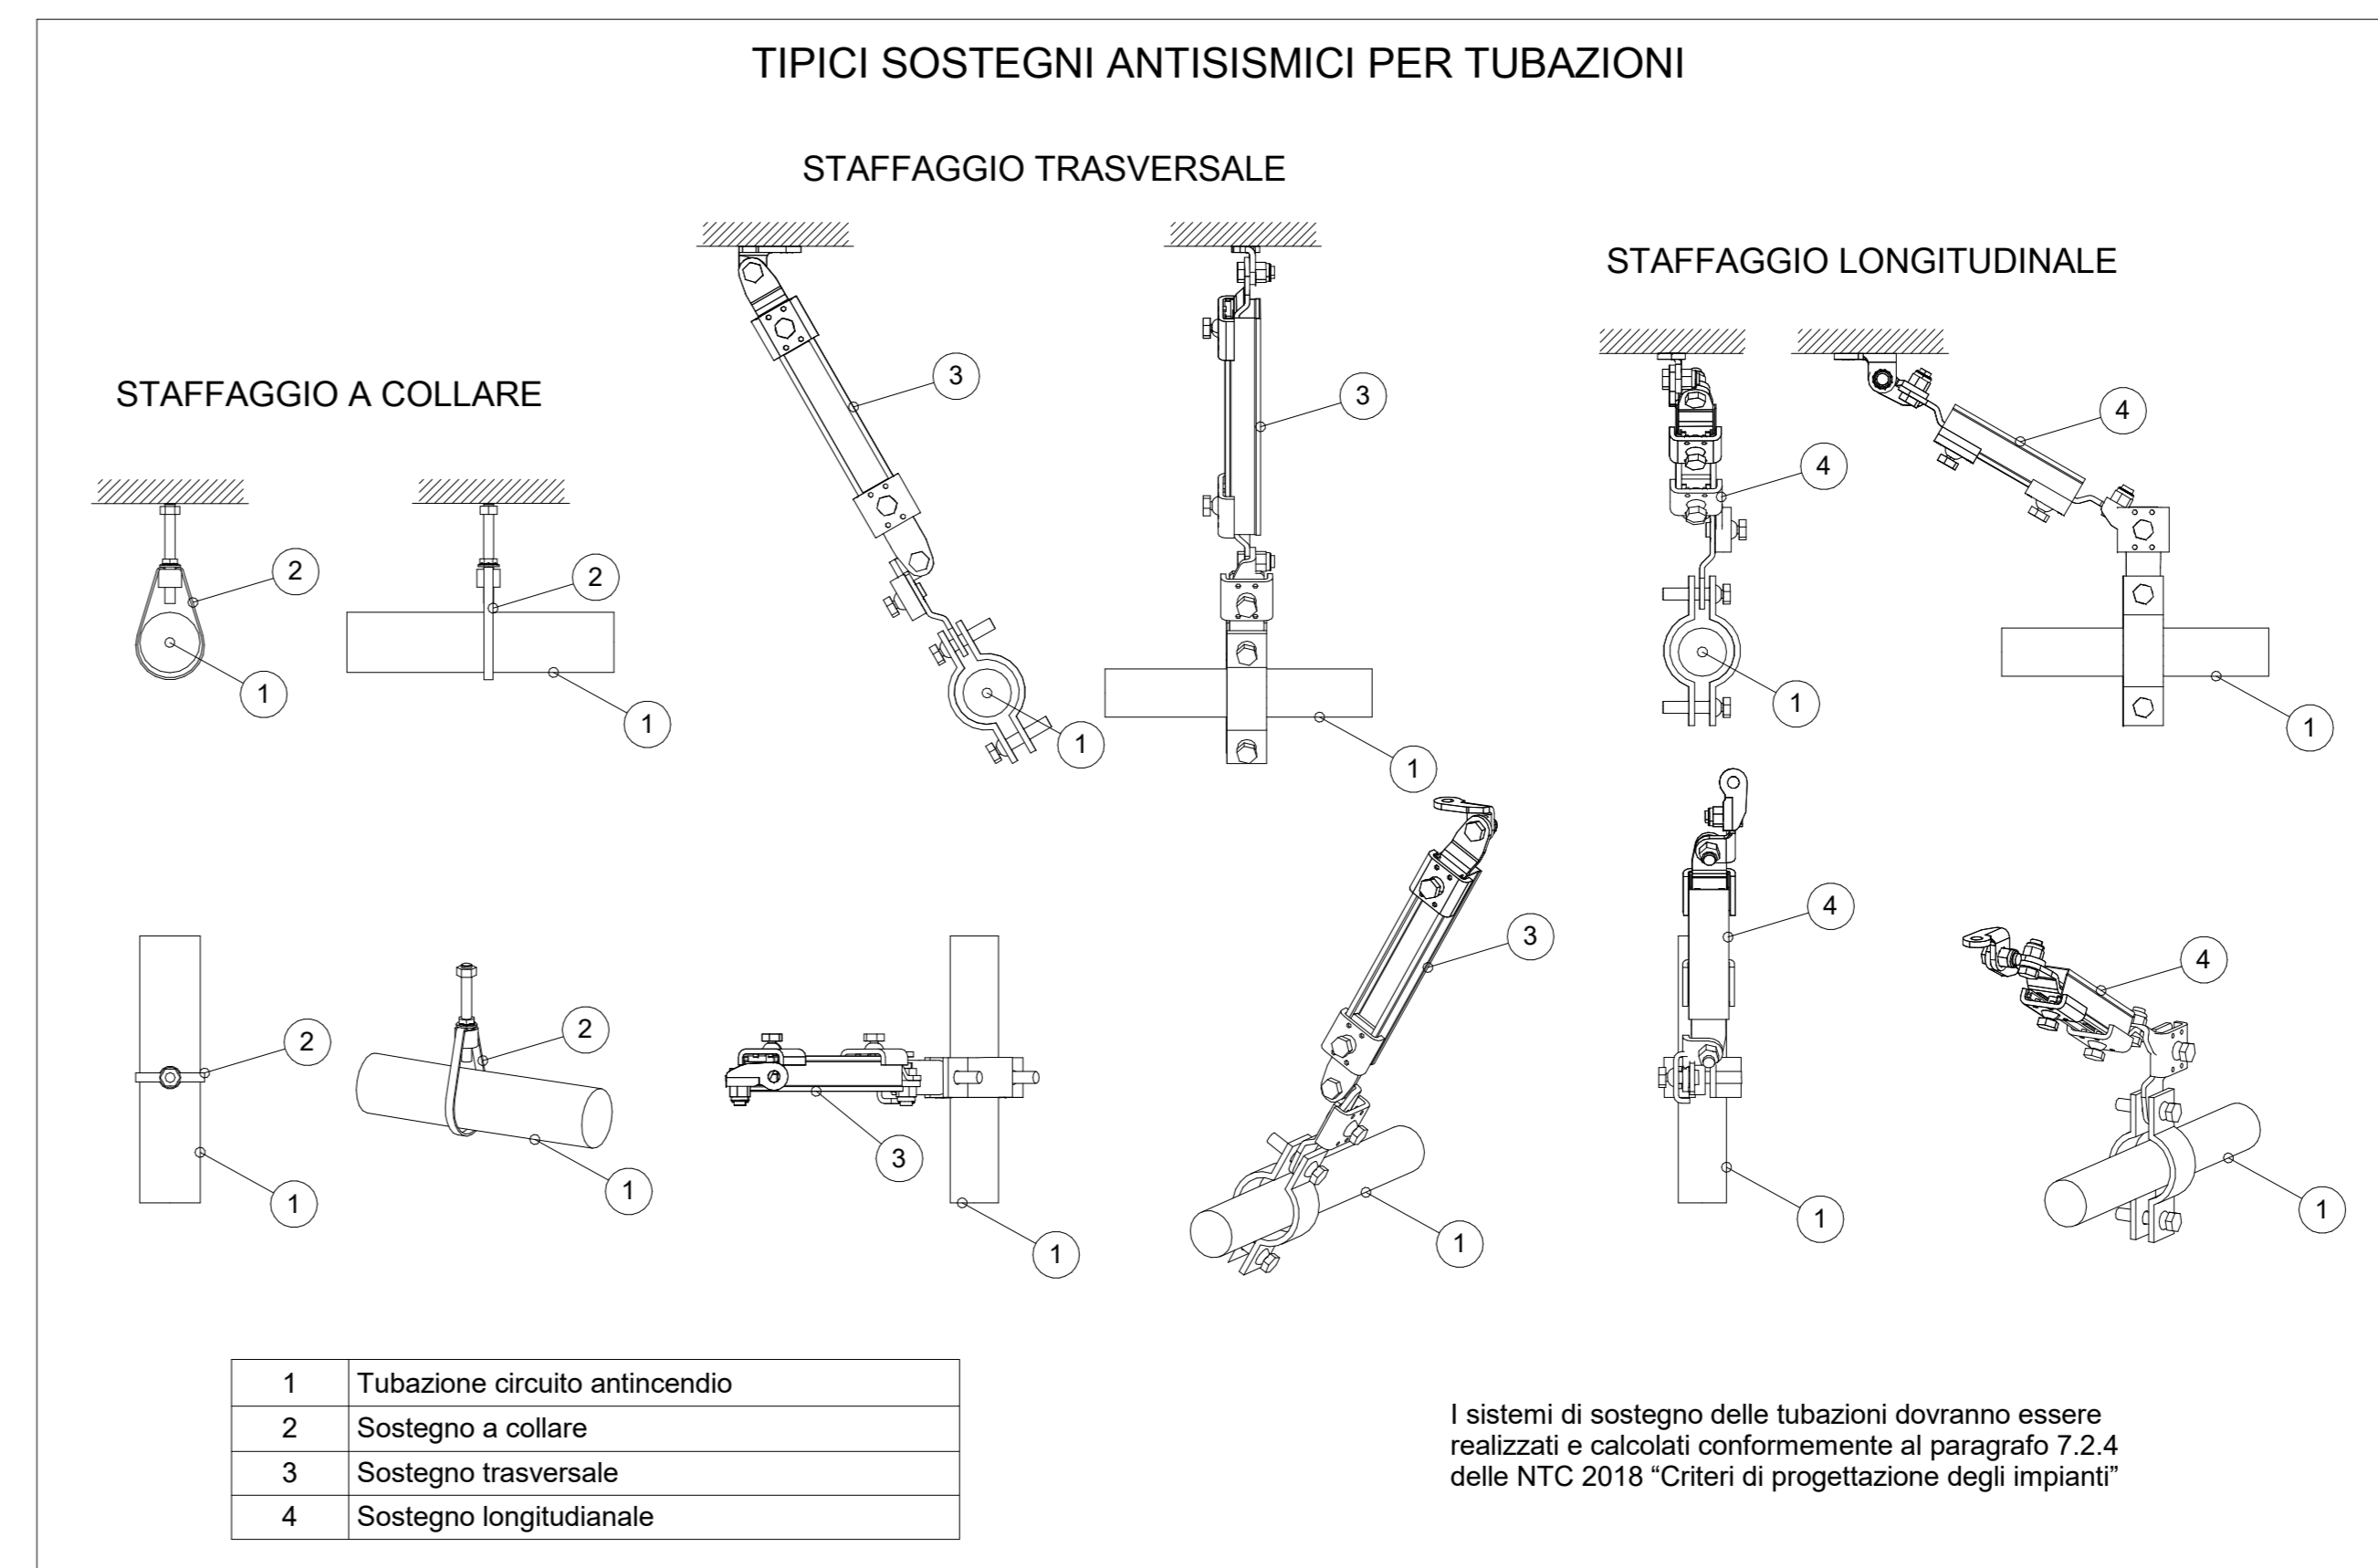 TIPICI SOSTEGNI ANTISISMICI PER TUBAZIONI
STAFFAGGIO TRASVERSALE
STAFFAGGIO LONGITUDINALE
STAFFAGGIO A COLLARE
3
3
4
4
2
2
1
1
1
1
1
1
2
2
3
3
4
4
1
1
1
1
1
1
1 Tubazione circuito antincendio
2 Sostegno a collare
3 Sostegno trasversale
4 Sostegno longitudianale
I sistemi di sostegno delle tubazioni dovranno essere
realizzati e calcolati conformemente al paragrafo 7.2.4
delle NTC 2018 “Criteri di progettazione degli impianti”